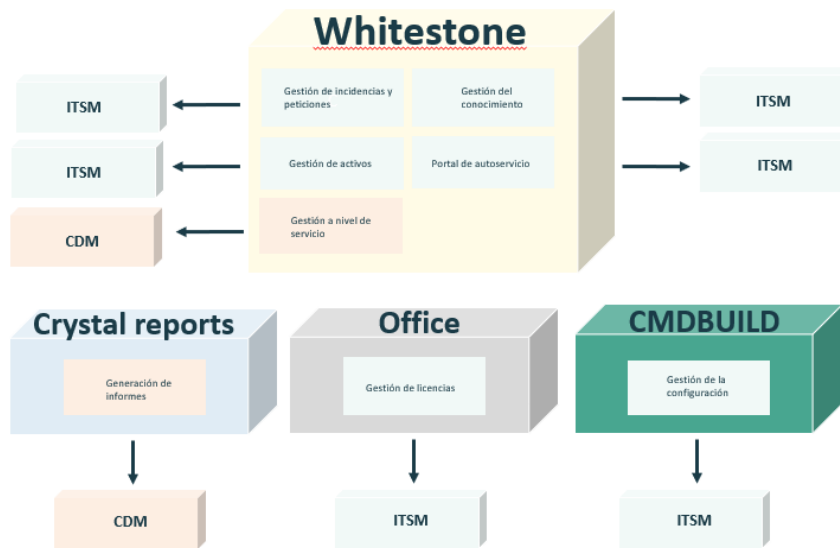 Whitestone
Gestión de incidencias y
peticiones
Gestión del
conocimiento
ITSM
ITSM
Gestión de activos
Portal de autoservicio
ITSM
ITSM
Gestión a nivel de
servicio
CDM
Crystal reports
Office
CMDBUILD
Generación de
informes
Gestión de licencias
Gestión de la
configuración
CDM
ITSM
ITSM